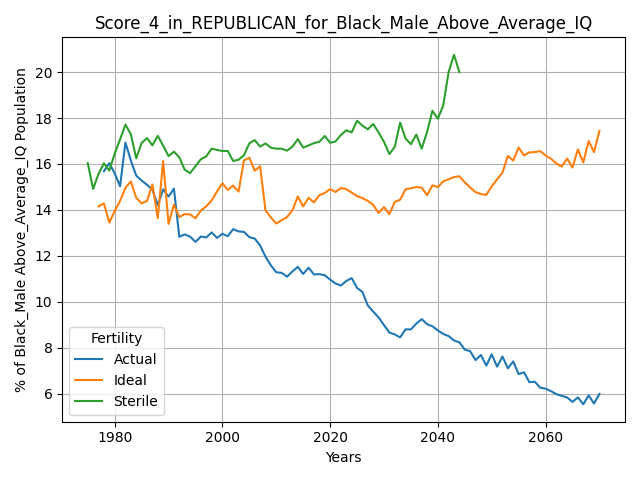 Score_4_in_REPUBLICAN_for_Black_Male_Above_Average_IQ
% of Black_Male Above_Average_IQ Population
20
18
16
14
12
10
8
6
Fertility
Actual
Ideal
Sterile
1980 2000 2020 2040 2060
Years